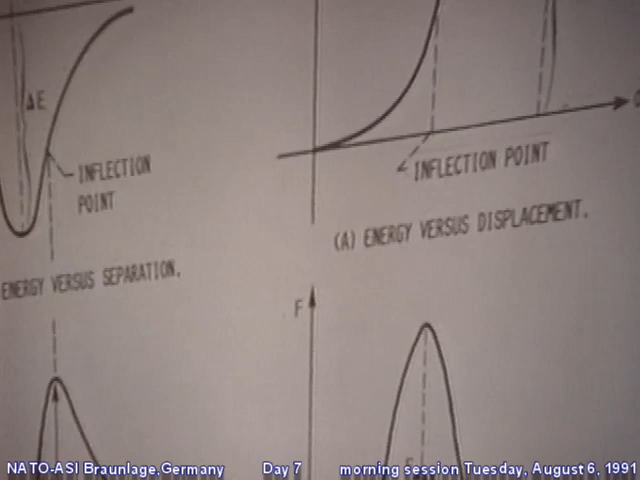 ΔE
INFLECTION
POINT
ENERGY VERSUS SEPARATION.
INFLECTION POINT
(A) ENERGY VERSUS DISPLACEMENT.
F
NATO-ASI Braunlage,Germany Day 7 morning session Tuesday, August 6, 1991